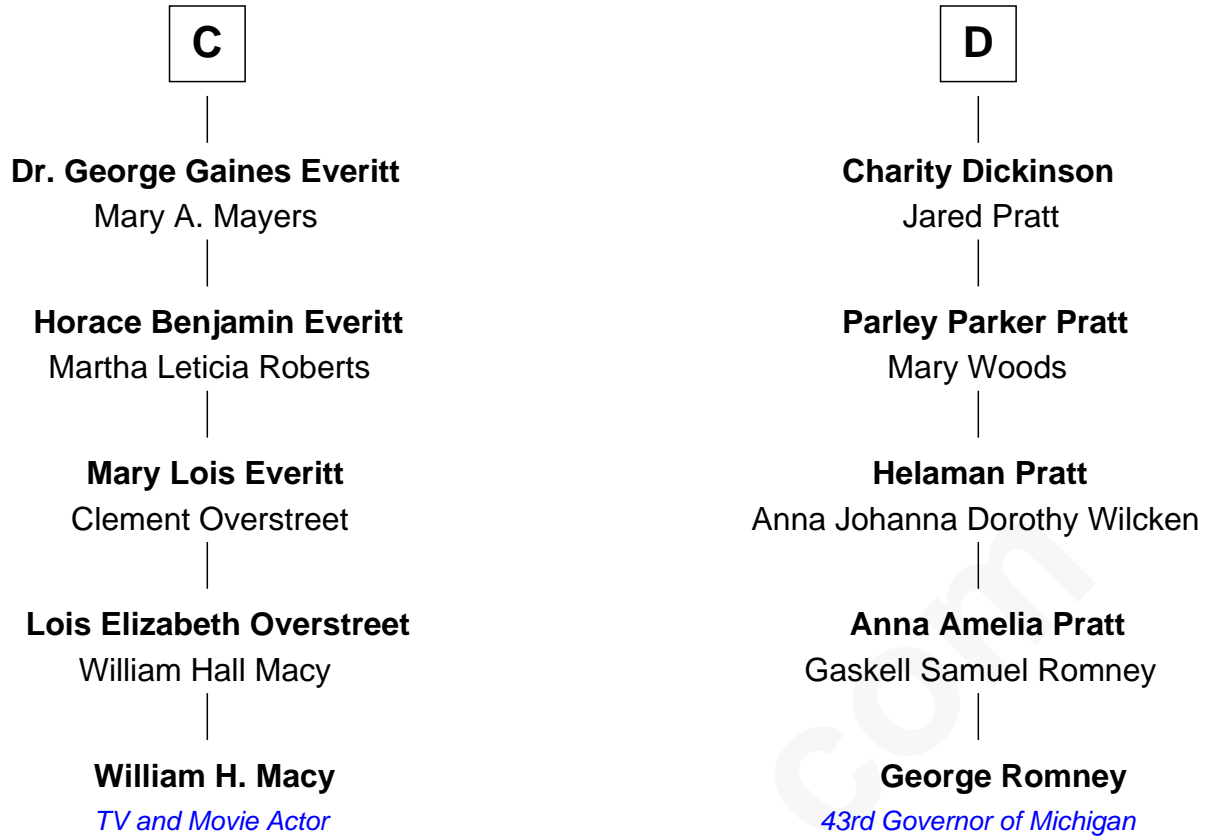 C
Dr. George Gaines Everitt
Mary A. Mayers
Horace Benjamin Everitt
Martha Leticia Roberts
Mary Lois Everitt
Clement Overstreet
Lois Elizabeth Overstreet
William Hall Macy
William H. Macy
TV and Movie Actor
D
Charity Dickinson
Jared Pratt
Parley Parker Pratt
Mary Woods
Helaman Pratt
Anna Johanna Dorothy Wilcken
Anna Amelia Pratt
Gaskell Samuel Romney
George Romney
43rd Governor of Michigan
com